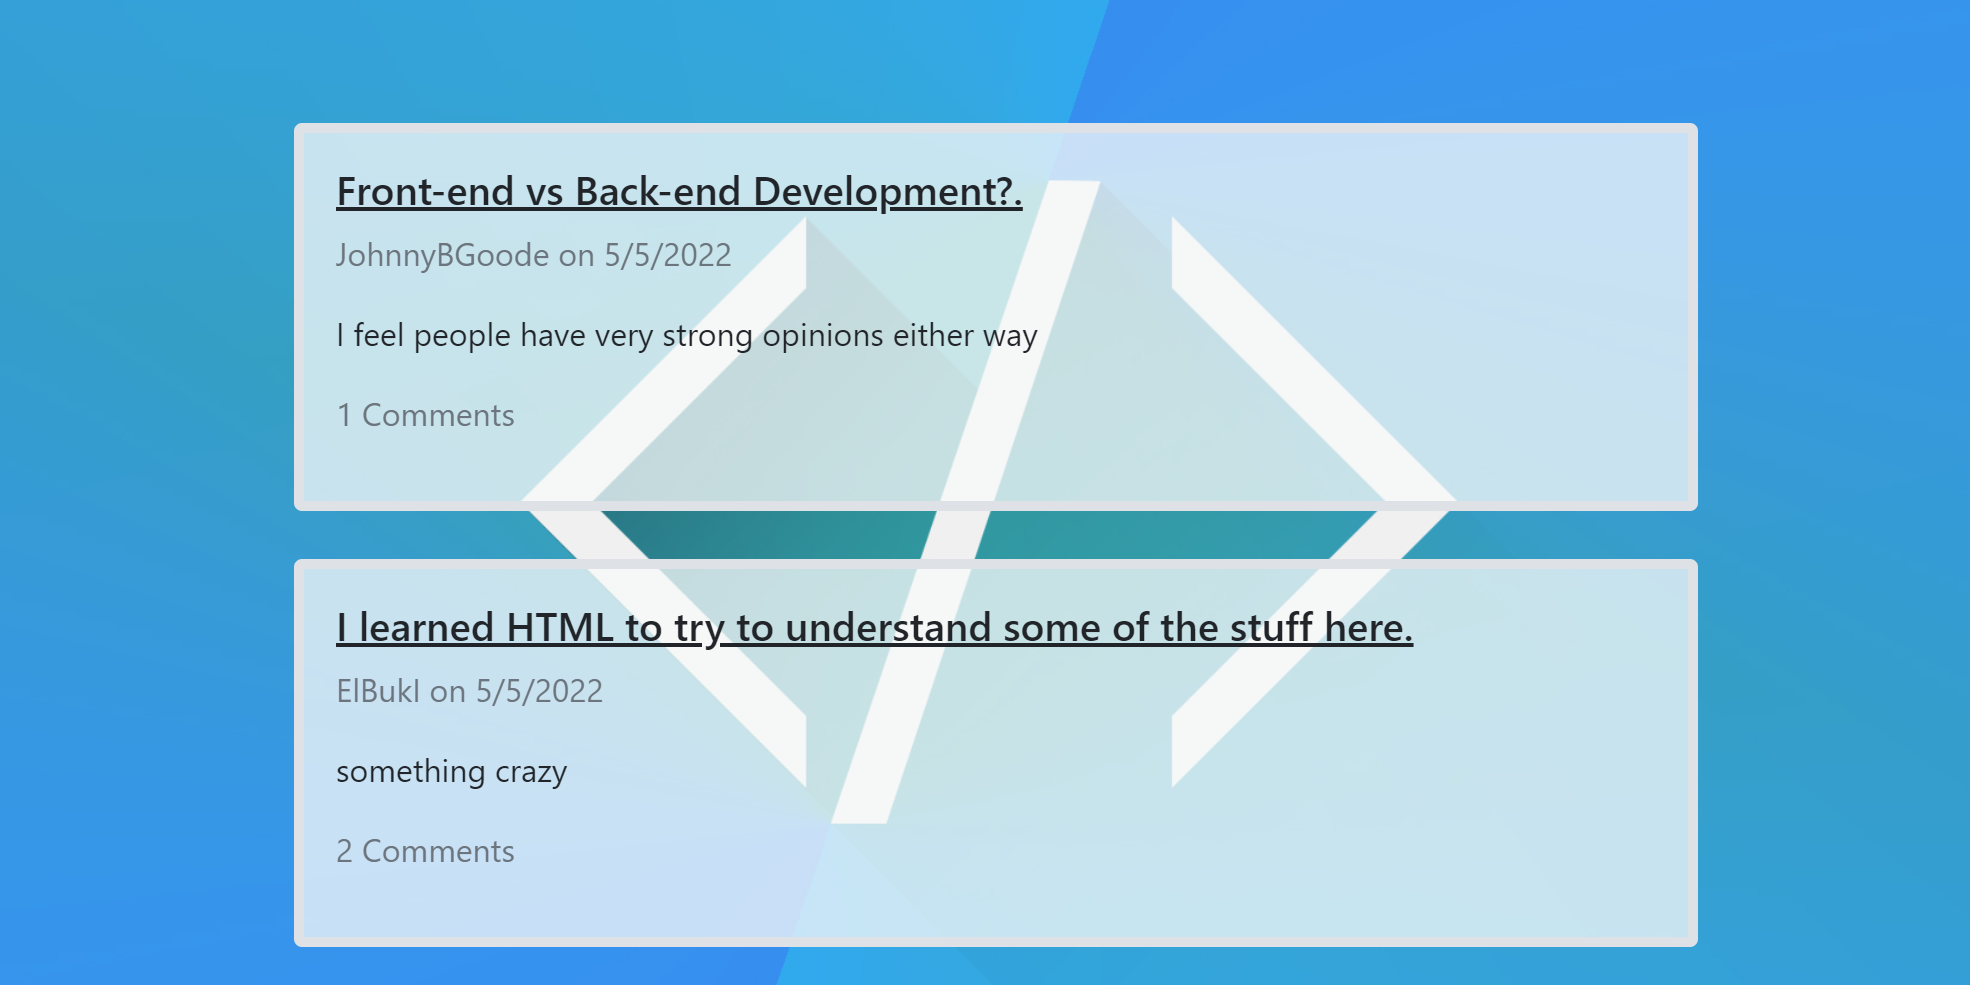 Front-end vs Back-end Development?.
JohnnyBGoode on 5/5/2022
I feel people have very strong opinions either way
1 Comments
I learned HTML to try to understand some of the stuff here.
ElBukI on 5/5/2022
something crazy
2 Comments